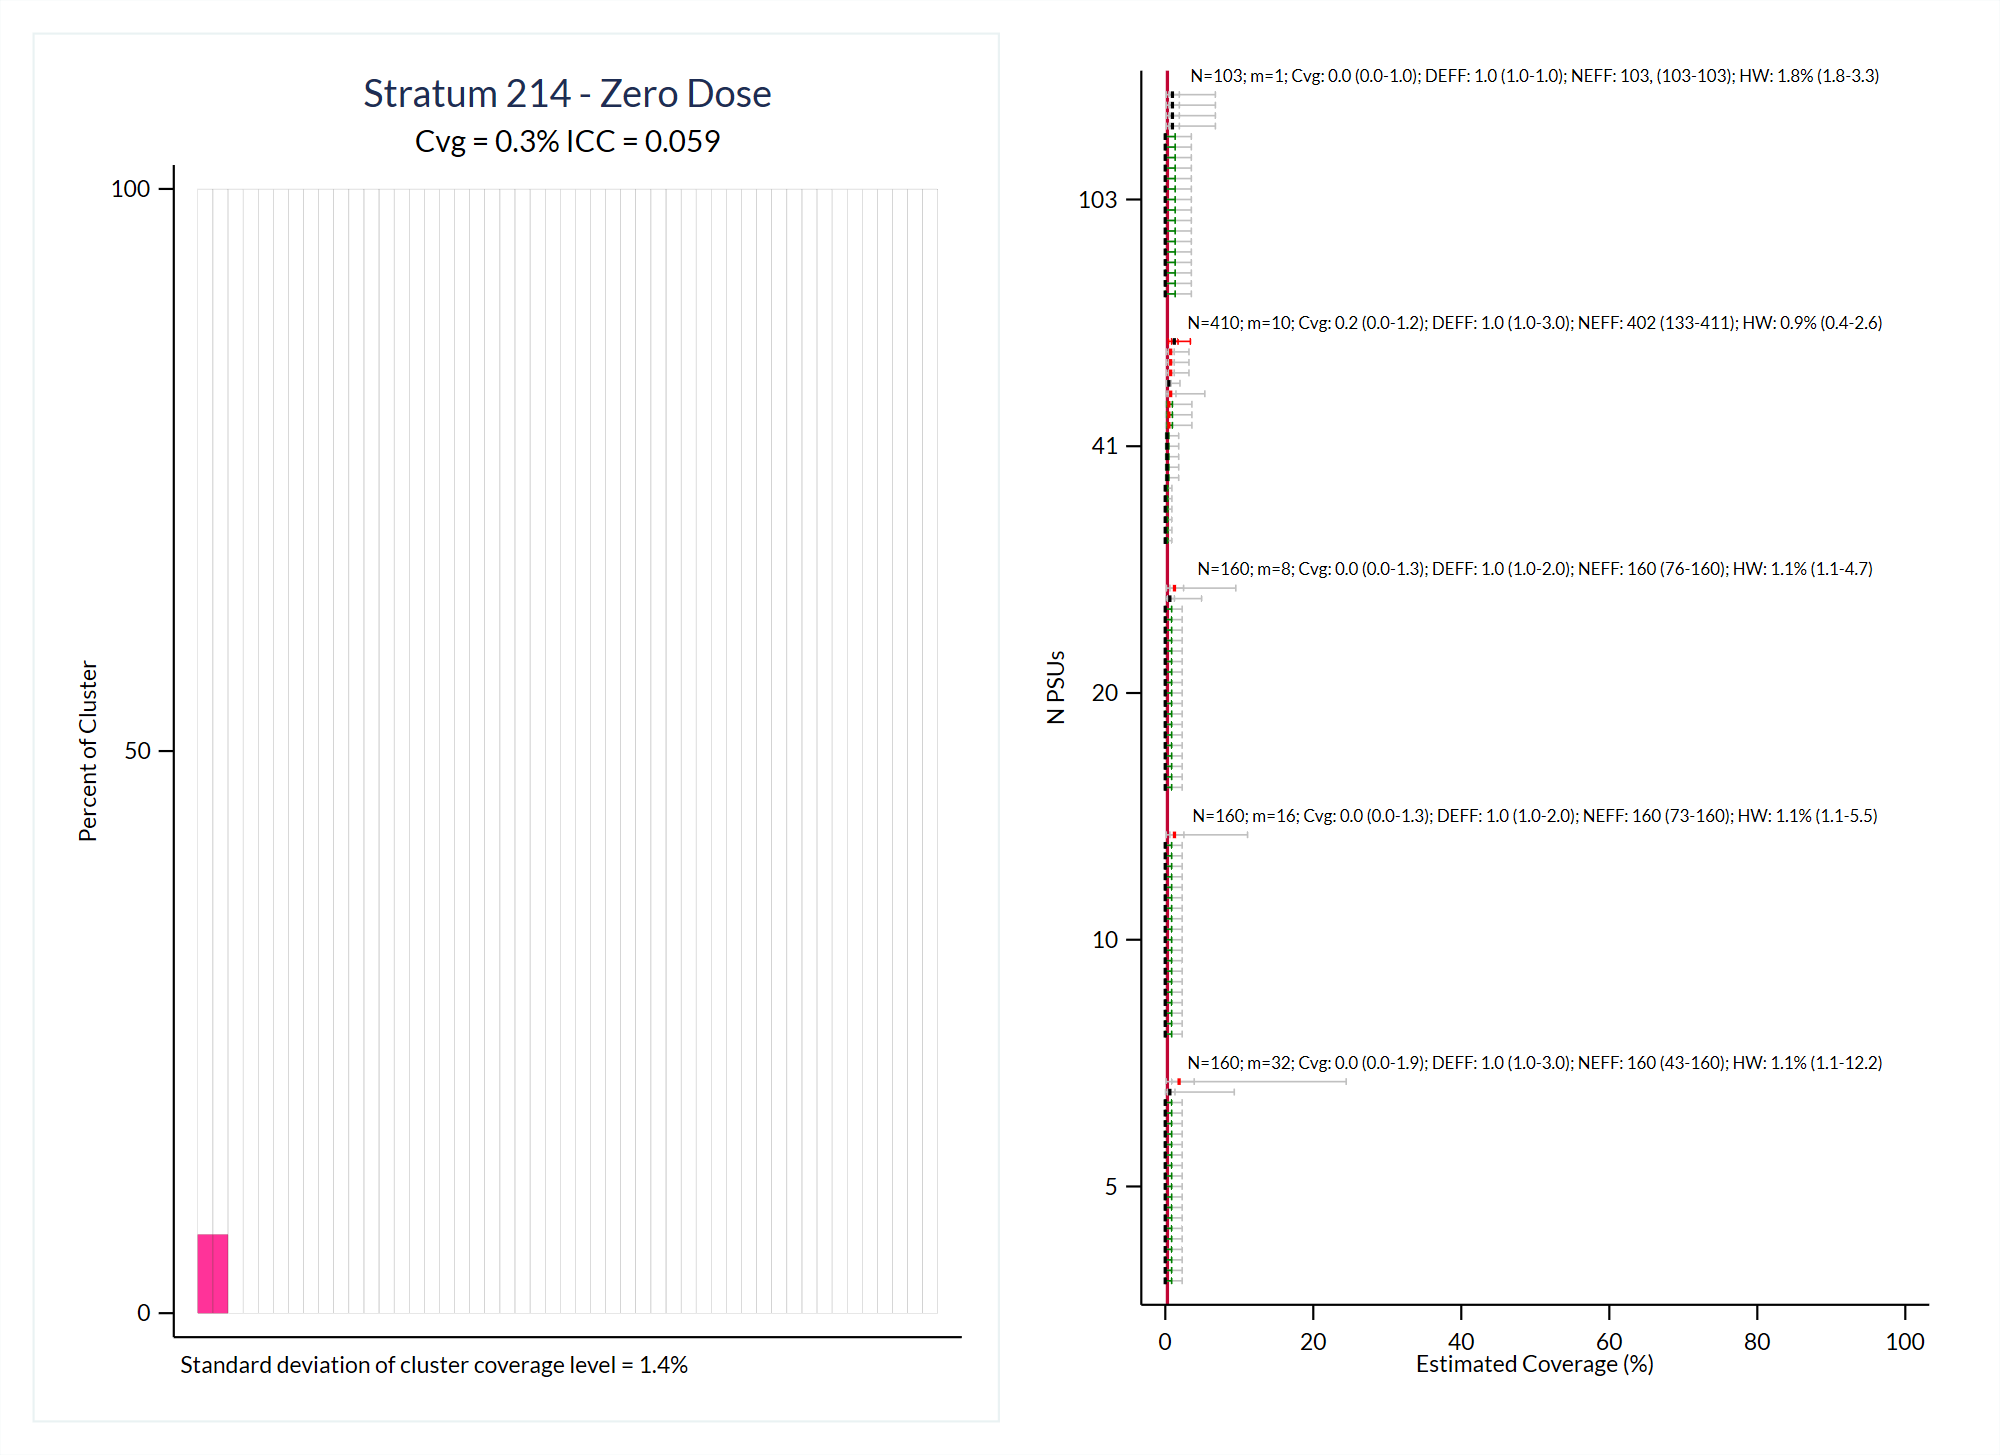 Stratum 214 - Zero Dose
Cvg = 0.3% ICC = 0.059
100
50
0
Percent of Cluster
Standard deviation of cluster coverage level = 1.4%
N=103; m=1; Cvg: 0.0 (0.0-1.0); DEFF: 1.0 (1.0-1.0); NEFF: 103, (103-103); HW: 1.8% (1.8-3.3)
103
N=410; m=10; Cvg: 0.2 (0.0-1.2); DEFF: 1.0 (1.0-3.0); NEFF: 402 (133-411); HW: 0.9% (0.4-2.6)
41
N=160; m=8; Cvg: 0.0 (0.0-1.3); DEFF: 1.0 (1.0-2.0); NEFF: 160 (76-160); HW: 1.1% (1.1-4.7)
20
N PSUs
N=160; m=16; Cvg: 0.0 (0.0-1.3); DEFF: 1.0 (1.0-2.0); NEFF: 160 (73-160); HW: 1.1% (1.1-5.5)
10
N=160; m=32; Cvg: 0.0 (0.0-1.9); DEFF: 1.0 (1.0-3.0); NEFF: 160 (43-160); HW: 1.1% (1.1-12.2)
5
0 20 40 60 80 100
Estimated Coverage (%)